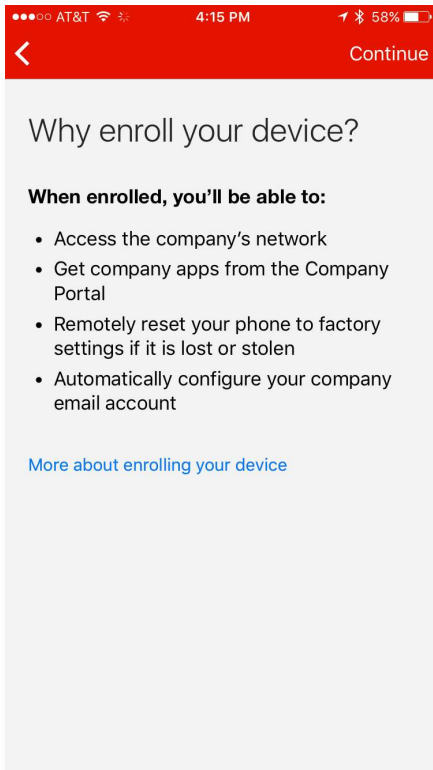 AT&T 4:15 PM 58%
Continue
Why enroll your device?
When enrolled, you’ll be able to:
• Access the company’s network
• Get company apps from the Company
Portal
• Remotely reset your phone to factory
settings if it is lost or stolen
• Automatically configure your company
email account
More about enrolling your device